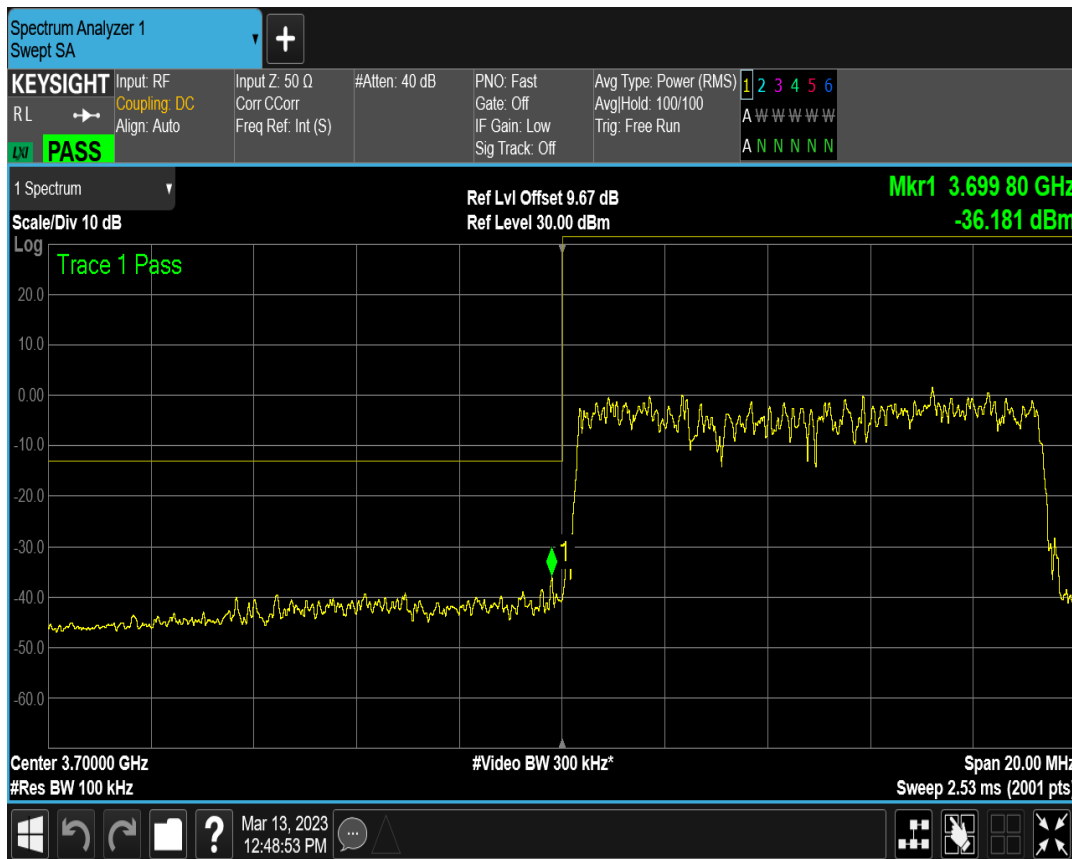 Spectrum Analyzer 1
Swept SA
+
KEYSIGHT
RL
LXI PASS
Input: RF
Coupling: DC
Align: Auto
Input Z: 50 Ω
Corr CCorr
Freq Ref: Int (S)
#Atten: 40 dB
PNO: Fast
Gate: Off
IF Gain: Low
Sig Track: Off
Avg Type: Power (RMS)
Avg|Hold: 100/100
Trig: Free Run
1 2 3 4 5 6
A W W W W W
A N N N N N
1 Spectrum
Scale/Div 10 dB
Ref Lvl Offset 9.67 dB
Ref Level 30.00 dBm
Mkr1 3.699 80 GHz
-36.181 dBm
Log
Trace 1 Pass
20.0
10.0
0.00
-10.0
-20.0
-30.0
1
-40.0
-50.0
-60.0
Center 3.70000 GHz
#Res BW 100 kHz
#Video BW 300 kHz*
Span 20.00 MHz
Sweep 2.53 ms (2001 pts)
?
Mar 13, 2023
12:48:53 PM